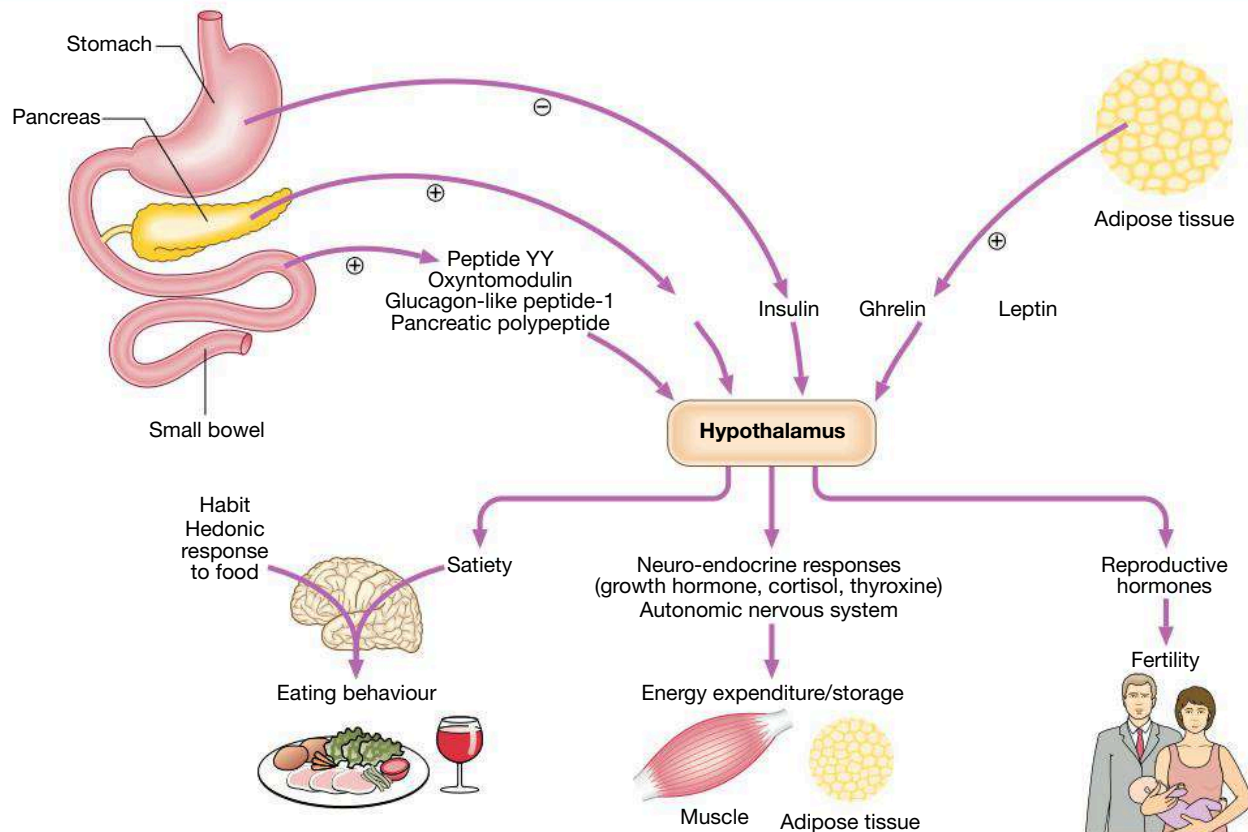 Stomach
Pancreas
−
+
+
+
Adipose tissue
Peptide YY
Oxyntomodulin
Glucagon-like peptide-1
Pancreatic polypeptide
Insulin
Ghrelin
Leptin
Small bowel
Hypothalamus
Habit
Hedonic
response
to food
Satiety
Neuro-endocrine responses
(growth hormone, cortisol, thyroxine)
Autonomic nervous system
Reproductive
hormones
Eating behaviour
Energy expenditure/storage
Fertility
Muscle
Adipose tissue